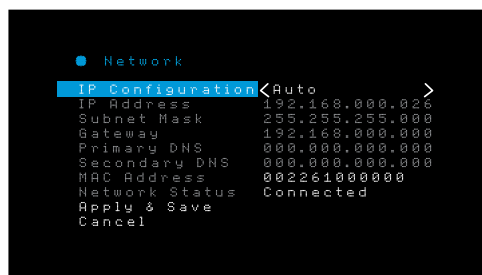 Network
IP Configuration < Auto >
IP Address 192.168.000.026
Subnet Mask 255.255.255.000
Gateway 192.168.000.000
Primary DNS 000.000.000.000
Secondary DNS 000.000.000.000
MAC Address 002261000000
Network Status Connected
Apply & Save
Cancel